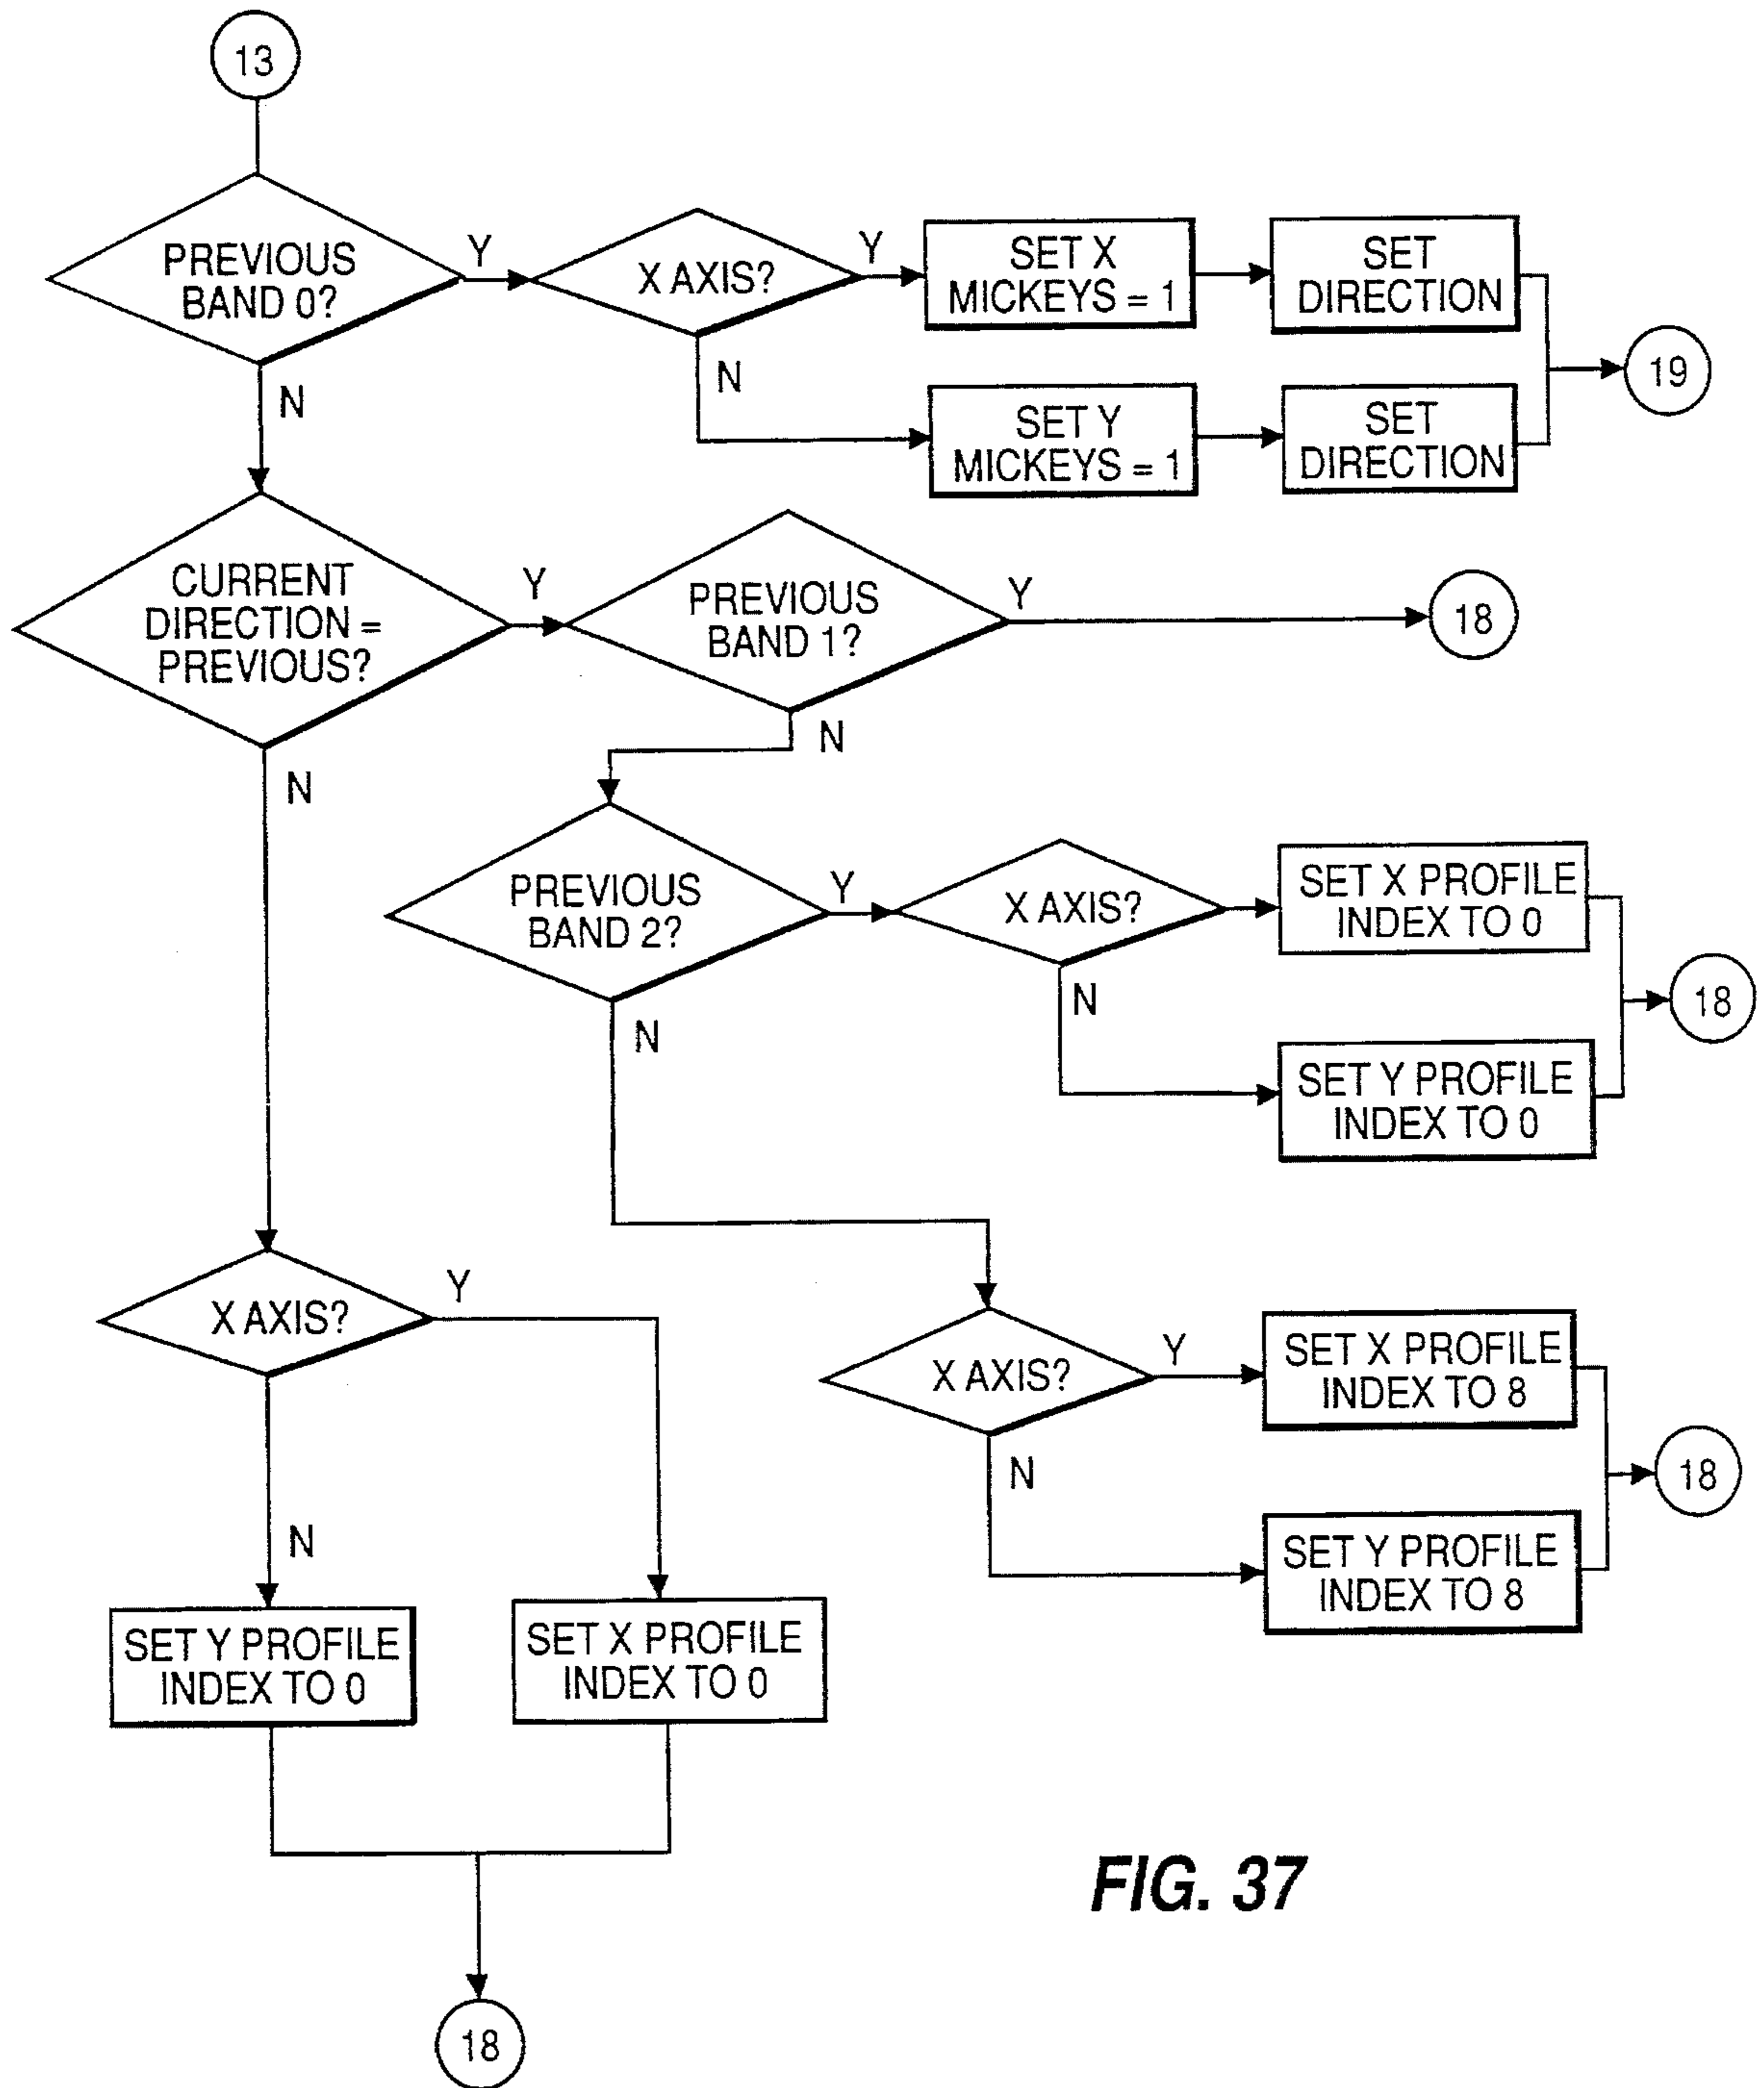 13
PREVIOUS
BAND 0?
Y
X AXIS?
Y
SET X
MICKEYS = 1
SET
DIRECTION
N
N
SET Y
MICKEYS = 1
SET
DIRECTION
19
CURRENT
DIRECTION =
PREVIOUS?
Y
PREVIOUS
BAND 1?
Y
18
N
N
PREVIOUS
BAND 2?
Y
X AXIS?
SET X PROFILE
INDEX TO 0
N
SET Y PROFILE
INDEX TO 0
18
N
X AXIS?
Y
X AXIS?
Y
SET X PROFILE
INDEX TO 8
N
SET Y PROFILE
INDEX TO 8
18
N
SET Y PROFILE
INDEX TO 0
SET X PROFILE
INDEX TO 0
18
FIG. 37